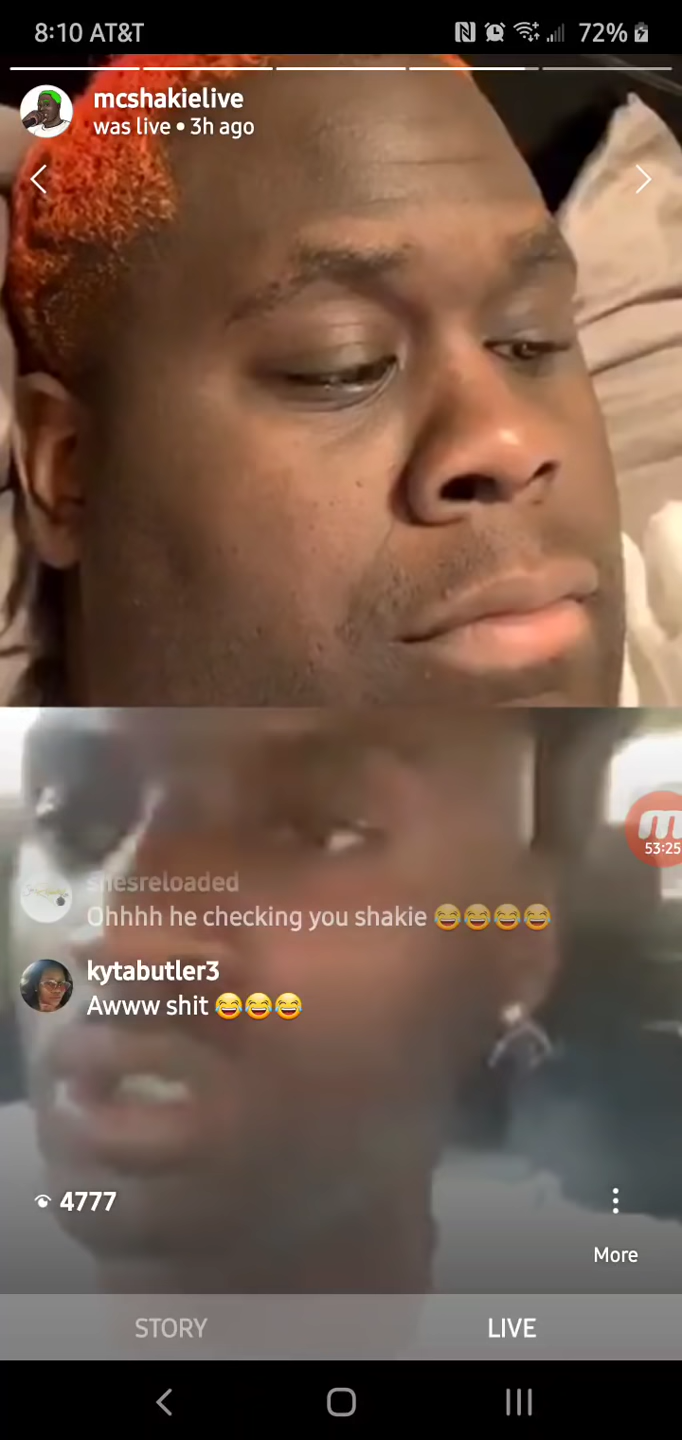 8:10 AT&T
72%
mcshakielive
was live • 3h ago
shesreloaded
Ohhhh he checking you shakie 😂😂😂😂
kytabutler3
Awww shit 😂😂😂
53:25
4777
More
STORY
LIVE